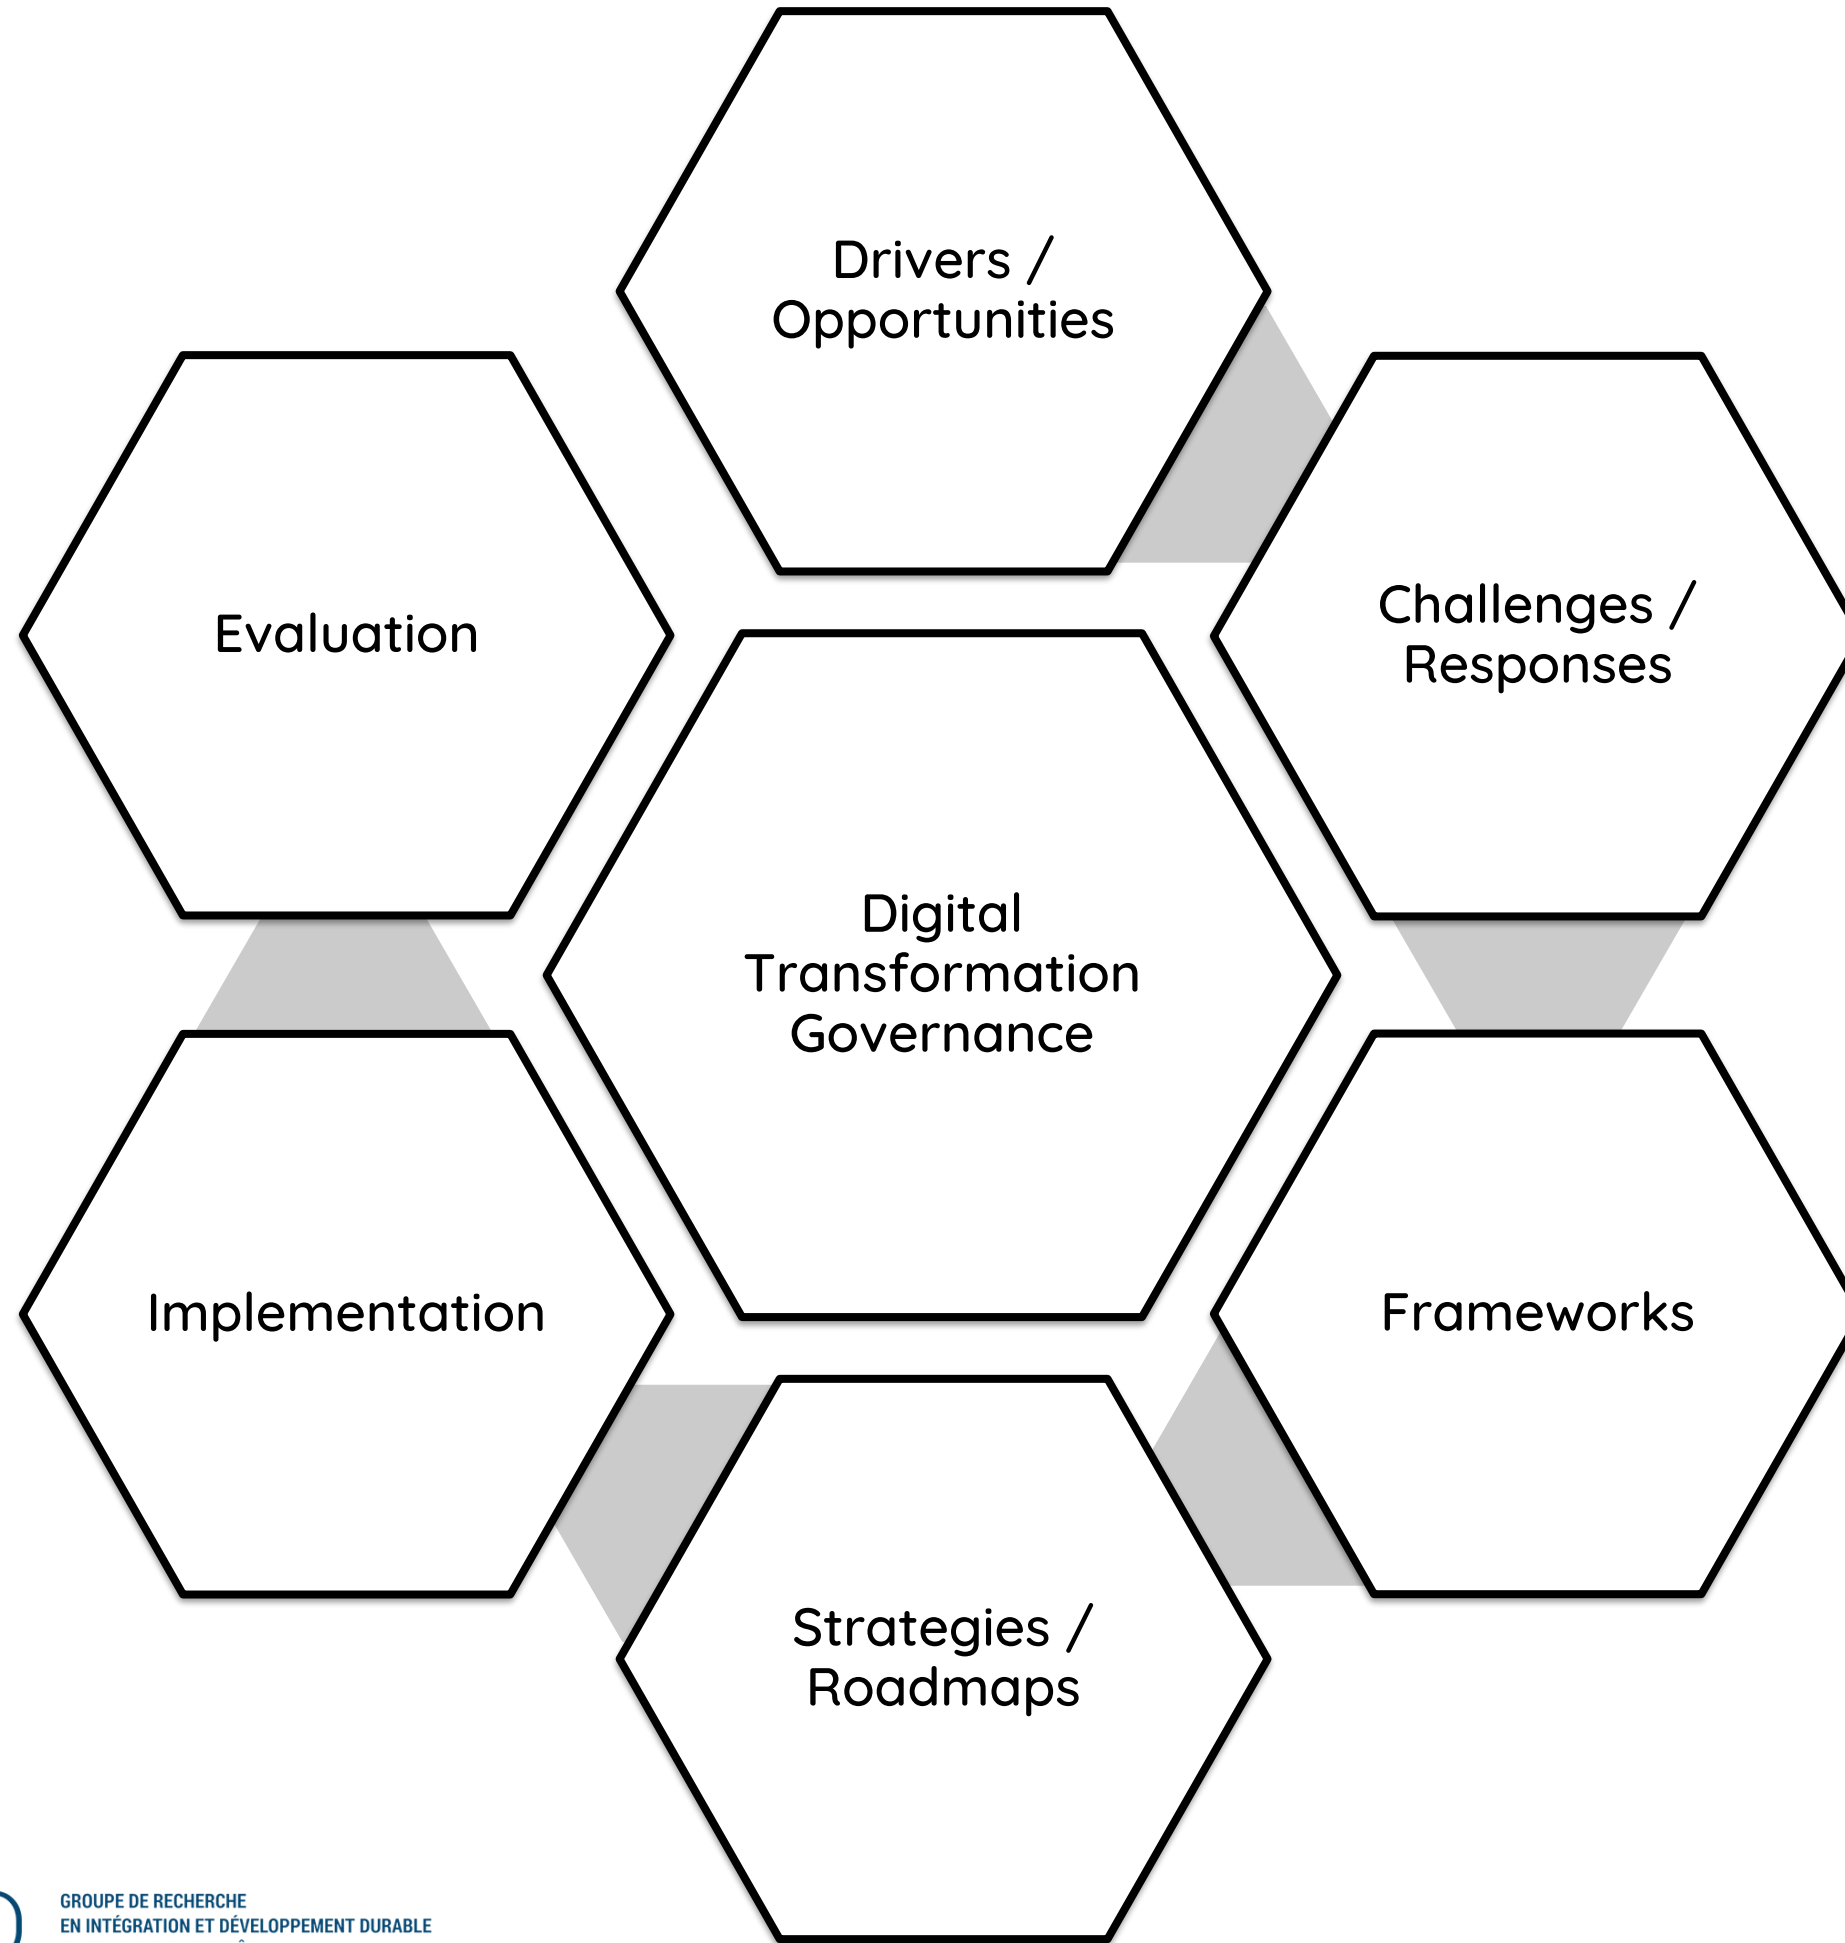 Drivers /
Opportunities
Evaluation
Challenges /
Responses
Digital
Transformation
Governance
Implementation
Frameworks
Strategies /
Roadmaps
GROUPE DE RECHERCHE
EN INTÉGRATION ET DÉVELOPPEMENT DURABLE